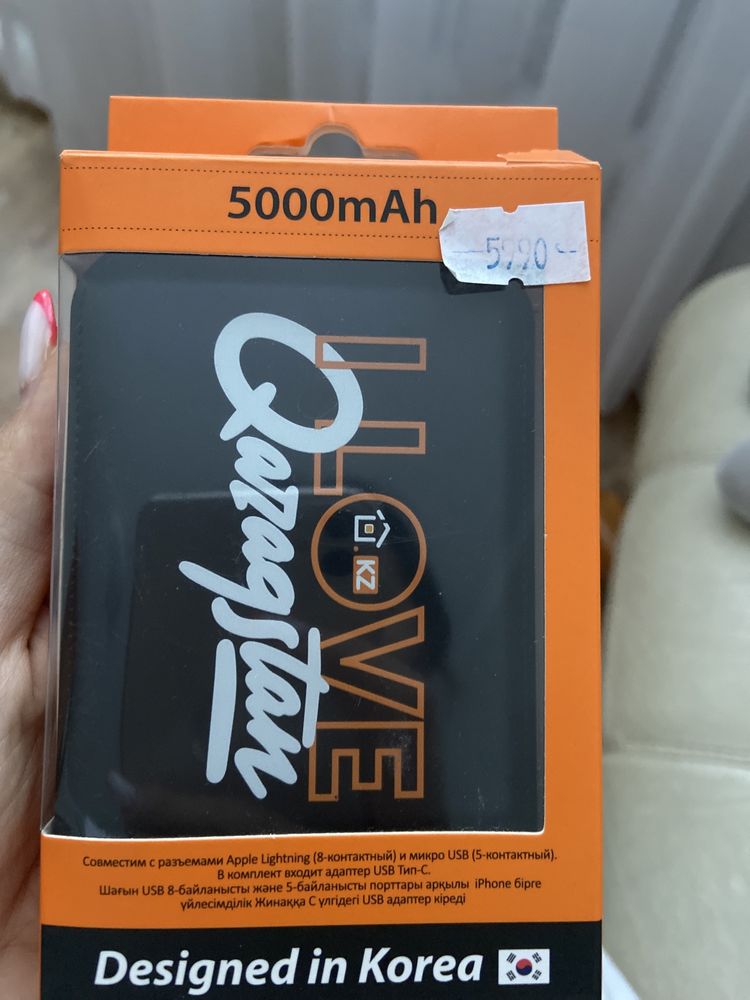 5000mAh
5990
I LOVE
Qazaqstan
.KZ
Совместим с разъемами Apple Lightning (8-контактный) и микро USB (5-контактный).
В комплект входит адаптер USB Тип-С.
Шағын USB 8-байланысты және 5-байланысты порттары арқылы iPhone бірге
үйлесімділік Жинаққа С үлгідегі USB адаптер кіреді
Designed in Korea